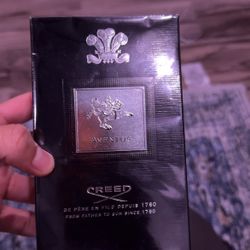 AVENTUS
CREED
DE PÈRE EN FILS DEPUIS 1760
FROM FATHER TO SON SINCE 1760